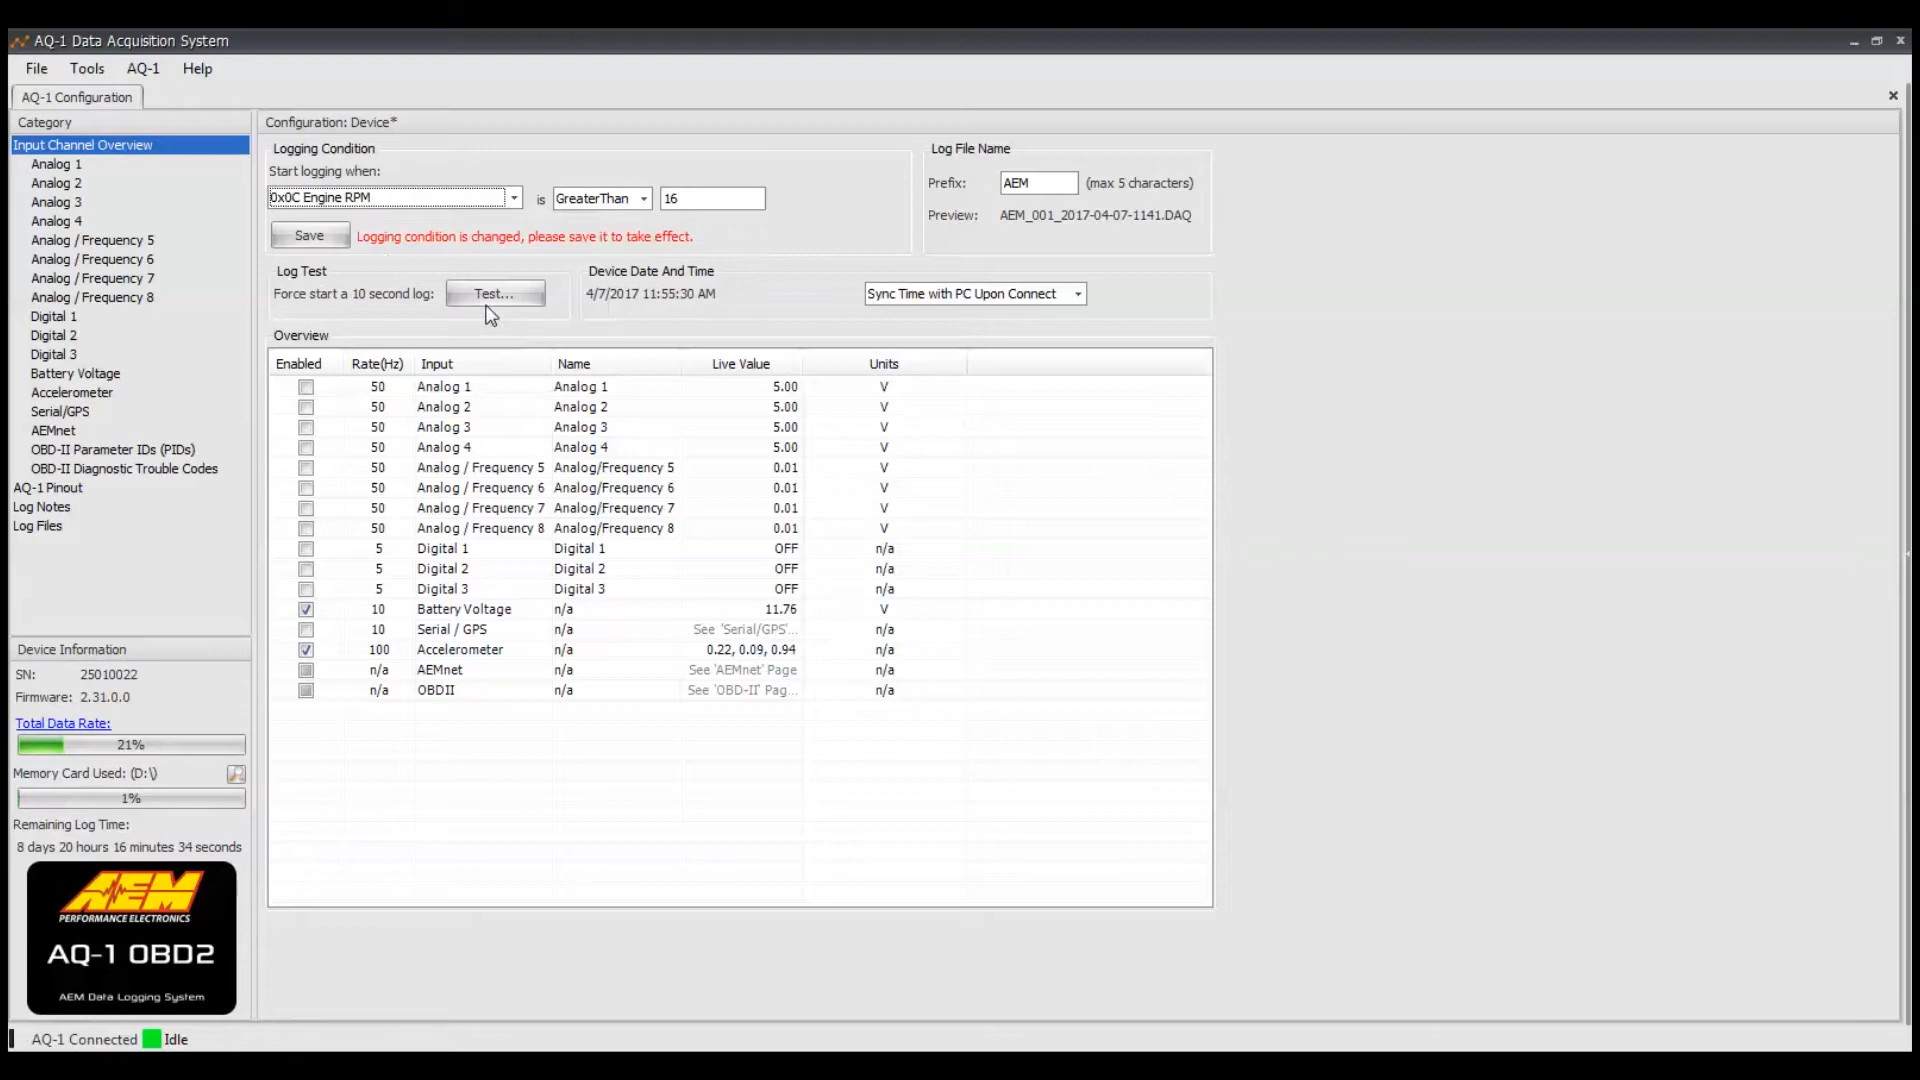 AQ-1 Data Acquisition System
File Tools AQ-1 Help
AQ-1 Configuration
Category
Input Channel Overview
Analog 1
Analog 2
Analog 3
Analog 4
Analog / Frequency 5
Analog / Frequency 6
Analog / Frequency 7
Analog / Frequency 8
Digital 1
Digital 2
Digital 3
Battery Voltage
Accelerometer
Serial/GPS
AEMnet
OBD-II Parameter IDs (PIDs)
OBD-II Diagnostic Trouble Codes
AQ-1 Pinout
Log Notes
Log Files
Device Information
SN: 25010022
Firmware: 2.31.0.0
Total Data Rate:
21%
Memory Card Used: (D:\)
1%
Remaining Log Time:
8 days 20 hours 16 minutes 34 seconds
AEM
PERFORMANCE ELECTRONICS
AQ-1 OBD2
AEM Data Logging System
Configuration: Device*
Logging Condition
Start logging when:
0x0C Engine RPM is GreaterThan 16
Save Logging condition is changed, please save it to take effect.
Log File Name
Prefix: AEM (max 5 characters)
Preview: AEM_001_2017-04-07-1141.DAQ
Log Test
Force start a 10 second log: Test...
Device Date And Time
4/7/2017 11:55:30 AM Sync Time with PC Upon Connect
Overview
Enabled Rate(Hz) Input Name Live Value Units
50 Analog 1 Analog 1 5.00 V
50 Analog 2 Analog 2 5.00 V
50 Analog 3 Analog 3 5.00 V
50 Analog 4 Analog 4 5.00 V
50 Analog / Frequency 5 Analog/Frequency 5 0.01 V
50 Analog / Frequency 6 Analog/Frequency 6 0.01 V
50 Analog / Frequency 7 Analog/Frequency 7 0.01 V
50 Analog / Frequency 8 Analog/Frequency 8 0.01 V
5 Digital 1 Digital 1 OFF n/a
5 Digital 2 Digital 2 OFF n/a
5 Digital 3 Digital 3 OFF n/a
10 Battery Voltage n/a 11.76 V
10 Serial / GPS n/a See 'Serial/GPS'... n/a
100 Accelerometer n/a 0.22, 0.09, 0.94 n/a
n/a AEMnet n/a See 'AEMnet' Page n/a
n/a OBDII n/a See 'OBD-II' Pag... n/a
AQ-1 Connected Idle